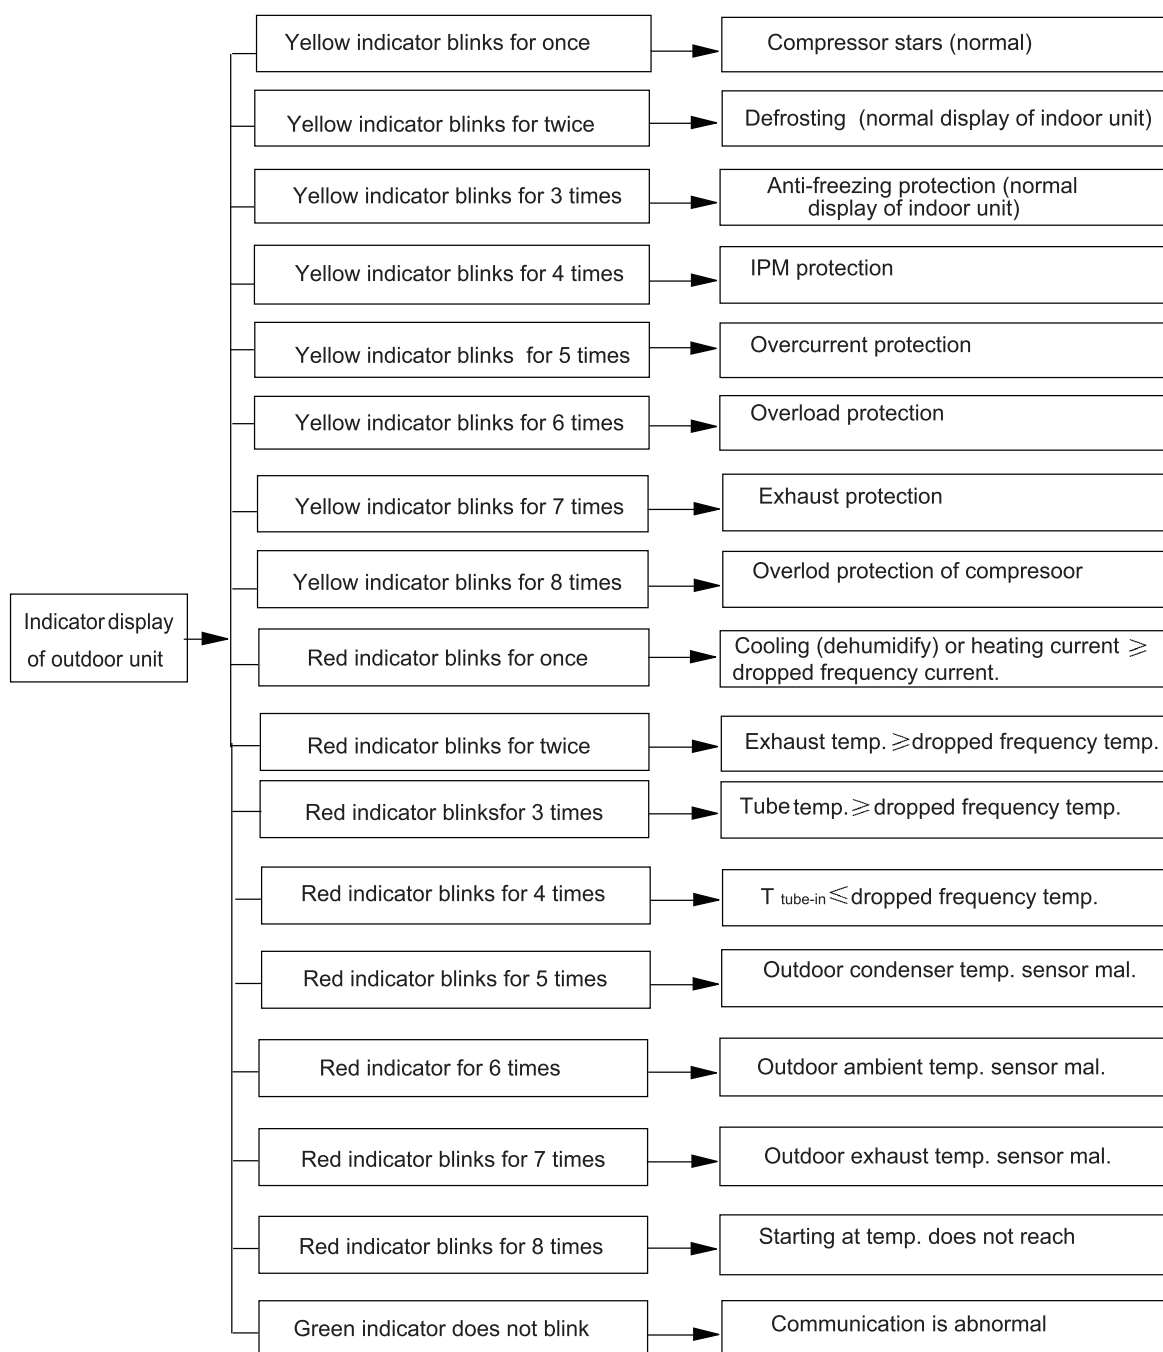 Yellow indicator blinks for once
Compressor stars (normal)
Yellow indicator blinks for twice
Defrosting (normal display of indoor unit)
Yellow indicator blinks for 3 times
Anti-freezing protection (normal
display of indoor unit)
Yellow indicator blinks for 4 times
IPM protection
Yellow indicator blinks for 5 times
Overcurrent protection
Yellow indicator blinks for 6 times
Overload protection
Yellow indicator blinks for 7 times
Exhaust protection
Yellow indicator blinks for 8 times
Overlod protection of compresoor
Indicator display
of outdoor unit
Red indicator blinks for once
Cooling (dehumidify) or heating current ≥
dropped frequency current.
Red indicator blinks for twice
Exhaust temp. ≥dropped frequency temp.
Red indicator blinksfor 3 times
Tube temp. ≥ dropped frequency temp.
Red indicator blinks for 4 times
T tube-in ≤ dropped frequency temp.
Red indicator blinks for 5 times
Outdoor condenser temp. sensor mal.
Red indicator for 6 times
Outdoor ambient temp. sensor mal.
Red indicator blinks for 7 times
Outdoor exhaust temp. sensor mal.
Red indicator blinks for 8 times
Starting at temp. does not reach
Green indicator does not blink
Communication is abnormal